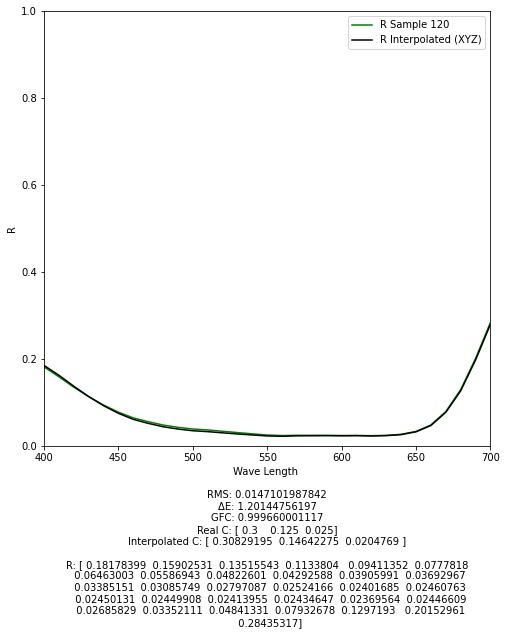 1.0
0.8
0.6
0.4
0.2
0.0
R
R Sample 120
R Interpolated (XYZ)
400 450 500 550 600 650 700
Wave Length
RMS: 0.0147101987842
ΔE: 1.20144756197
GFC: 0.999660001117
Real C: [ 0.3    0.125  0.025]
Interpolated C: [ 0.30829195  0.14642275  0.0204769 ]
R: [ 0.18178399  0.15902531  0.13515543  0.1133804   0.09411352  0.0777818
0.06463003  0.05586943  0.04822601  0.04292588  0.03905991  0.03692967
0.03385151  0.03085749  0.02797087  0.02524166  0.02401685  0.02460763
0.02450131  0.02449908  0.02413955  0.02434647  0.02369564  0.02446609
0.02685829  0.03352111  0.04841331  0.07932678  0.1297193   0.20152961
0.28435317]